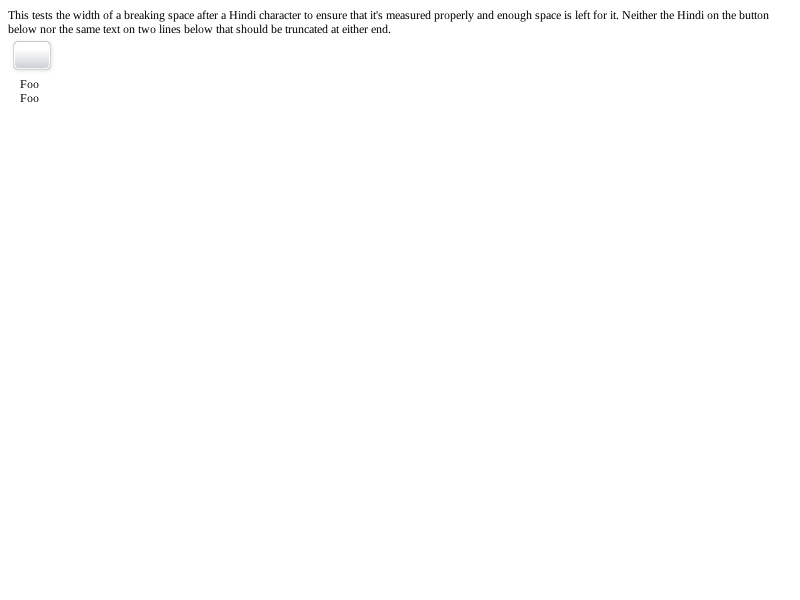 This tests the width of a breaking space after a Hindi character to ensure that it's measured properly and enough space is left for it. Neither the Hindi on the button
below nor the same text on two lines below that should be truncated at either end.
Foo
Foo